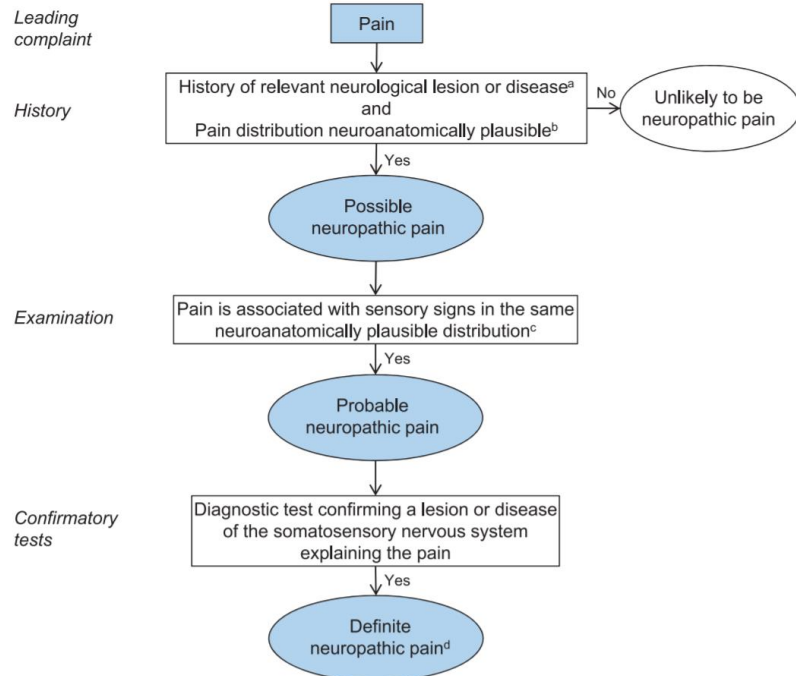 Leading
complaint
Pain
History
History of relevant neurological lesion or diseaseᵃ
and
Pain distribution neuroanatomically plausibleᵇ
No
Unlikely to be
neuropathic pain
Yes
Possible
neuropathic pain
Examination
Pain is associated with sensory signs in the same
neuroanatomically plausible distributionᶜ
Yes
Probable
neuropathic pain
Confirmatory
tests
Diagnostic test confirming a lesion or disease
of the somatosensory nervous system
explaining the pain
Yes
Definite
neuropathic painᵈ